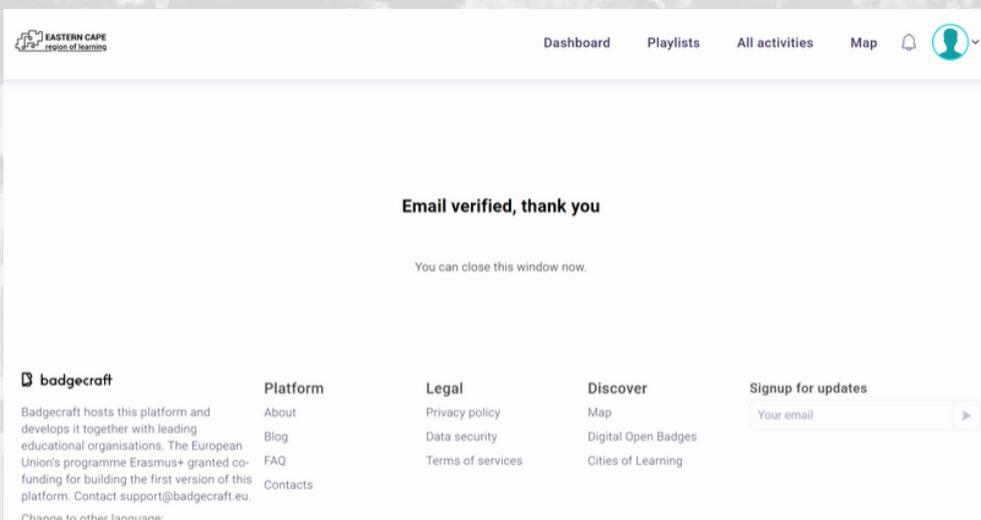 EASTERN CAPE
region of learning
Dashboard
Playlists
All activities
Map
Email verified, thank you
You can close this window now.
badgecraft
Badgecraft hosts this platform and
develops it together with leading
educational organisations. The European
Union's programme Erasmus+ granted co-
funding for building the first version of this
platform. Contact support@badgecraft.eu.
Change to other language:
Platform
About
Blog
FAQ
Contacts
Legal
Privacy policy
Data security
Terms of services
Discover
Map
Digital Open Badges
Cities of Learning
Signup for updates
Your email